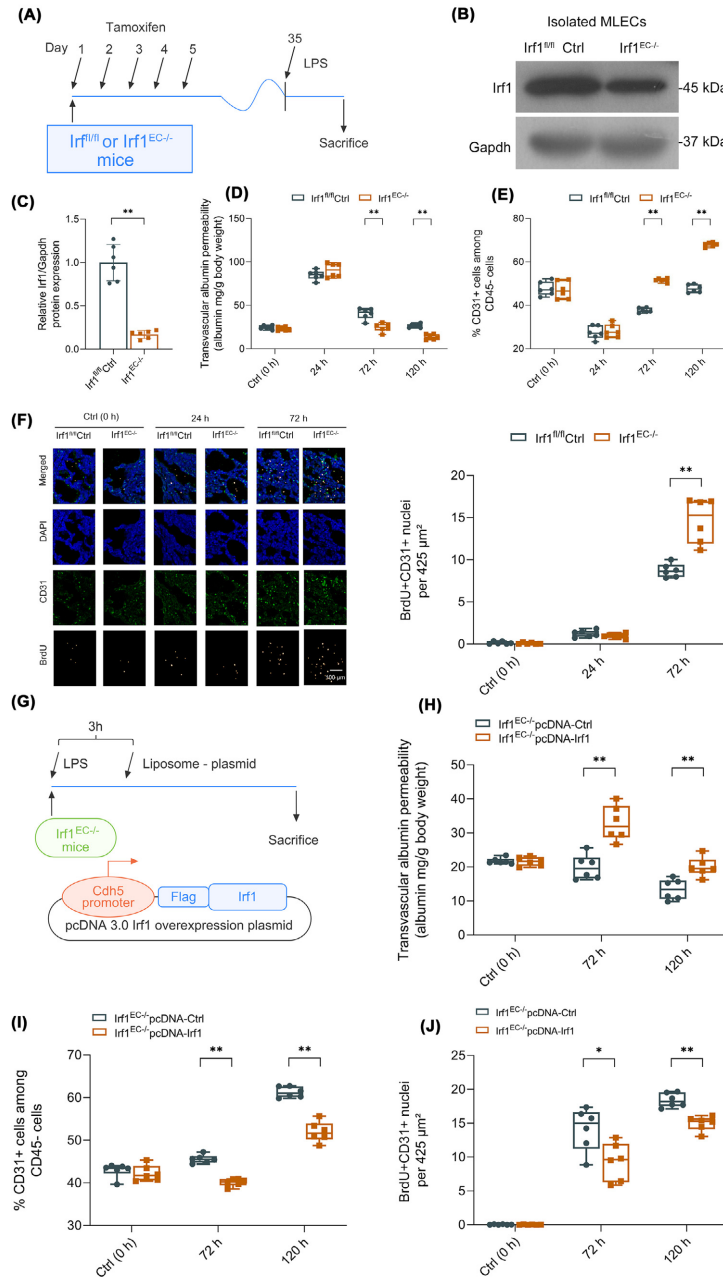 (A)
Tamoxifen
Day 1 2 3 4 5
35
LPS
Irf^fl/fl or Irf1^EC-/-
mice
Sacrifice
(B)
Isolated MLECs
Irf1^fl/fl Ctrl Irf1^EC-/-
Irf1
-45 kDa
Gapdh
-37 kDa
(C)
Relative Irf1/Gapdh
protein expression
1.5
1.0
0.5
0.0
**
Irf1^fl/fl Ctrl
Irf1^EC-/-
(D)
Irf1^fl/fl Ctrl Irf1^EC-/-
Transvascular albumin permeability
(albumin mg/g body weight)
150
100
50
0
** **
Ctrl (0 h)
24 h
72 h
120 h
(E)
Irf1^fl/fl Ctrl Irf1^EC-/-
% CD31+ cells among
CD45- cells
80
60
40
20
** **
Ctrl (0 h)
24 h
72 h
120 h
(F)
Ctrl (0 h) 24 h 72 h
Irf1^fl/fl Ctrl Irf1^EC-/- Irf1^fl/fl Ctrl Irf1^EC-/- Irf1^fl/fl Ctrl Irf1^EC-/-
Merged
DAPI
CD31
BrdU
100 μm
Irf1^fl/fl Ctrl Irf1^EC-/-
BrdU+CD31+ nuclei
per 425 μm²
20
15
10
5
0
**
Ctrl (0 h)
24 h
72 h
(G)
3h
LPS
Liposome - plasmid
Irf1^EC-/-
mice
Sacrifice
Cdh5
promoter
Flag
Irf1
pcDNA 3.0 Irf1 overexpression plasmid
(H)
Irf1^EC-/- pcDNA-Ctrl
Irf1^EC-/- pcDNA-Irf1
Transvascular albumin permeability
(albumin mg/g body weight)
50
40
30
20
10
0
** **
Ctrl (0 h)
72 h
120 h
(I)
Irf1^EC-/- pcDNA-Ctrl
Irf1^EC-/- pcDNA-Irf1
% CD31+ cells among
CD45- cells
70
60
50
40
30
** **
Ctrl (0 h)
72 h
120 h
(J)
Irf1^EC-/- pcDNA-Ctrl
Irf1^EC-/- pcDNA-Irf1
BrdU+CD31+ nuclei
per 425 μm²
25
20
15
10
5
0
* **
Ctrl (0 h)
72 h
120 h